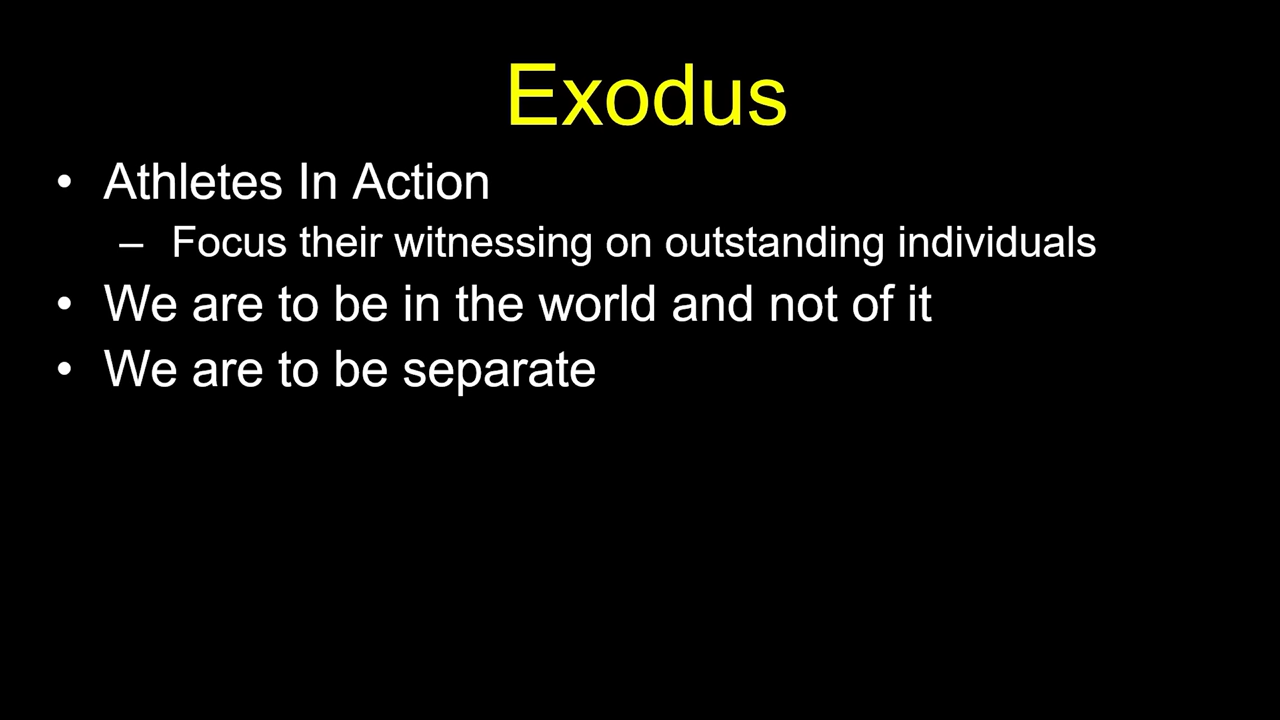 Exodus
• Athletes In Action
– Focus their witnessing on outstanding individuals
• We are to be in the world and not of it
• We are to be separate